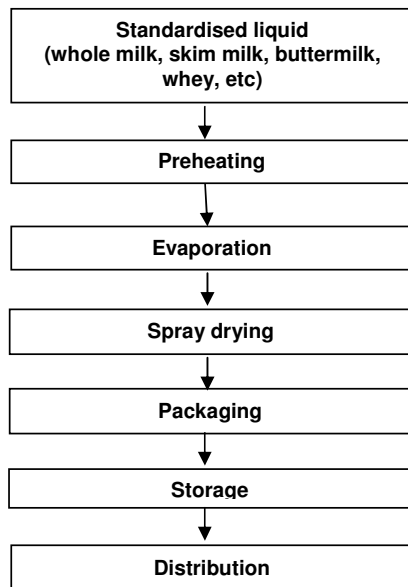 Standardised liquid
(whole milk, skim milk, buttermilk,
whey, etc)
Preheating
Evaporation
Spray drying
Packaging
Storage
Distribution